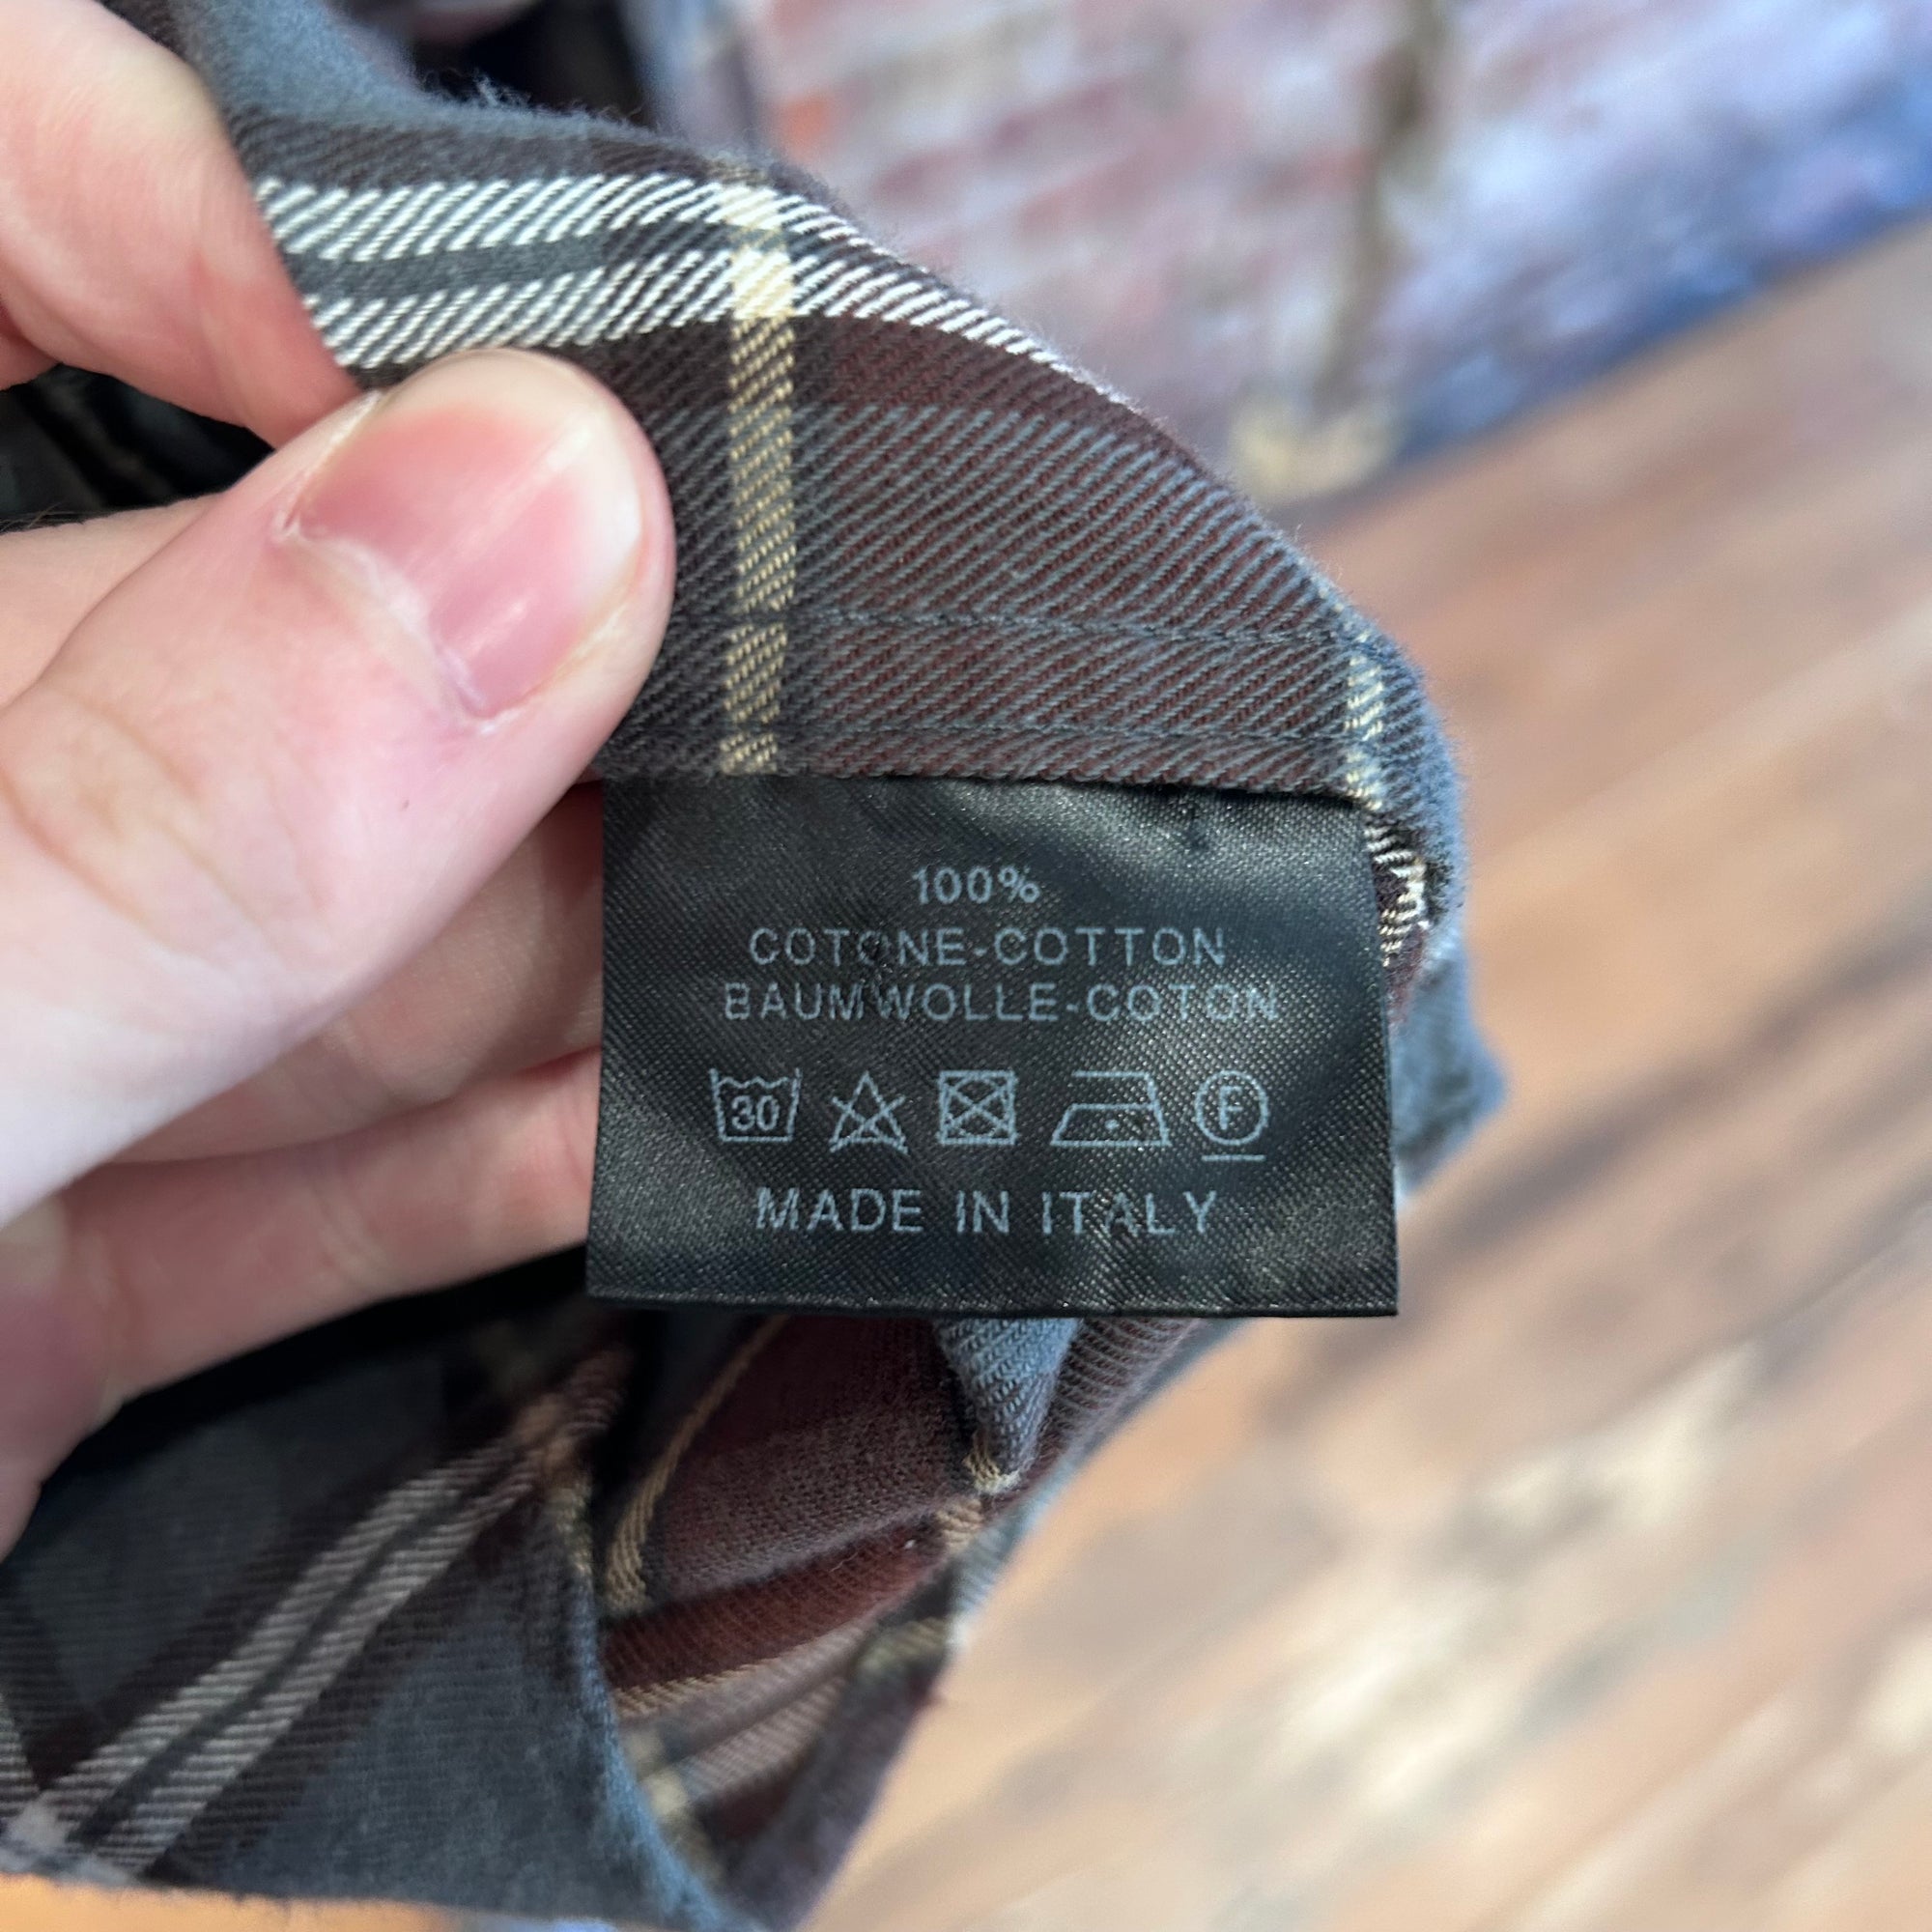 100%
COTONE-COTTON
BAUMWOLLE-COTON
30 F
MADE IN ITALY